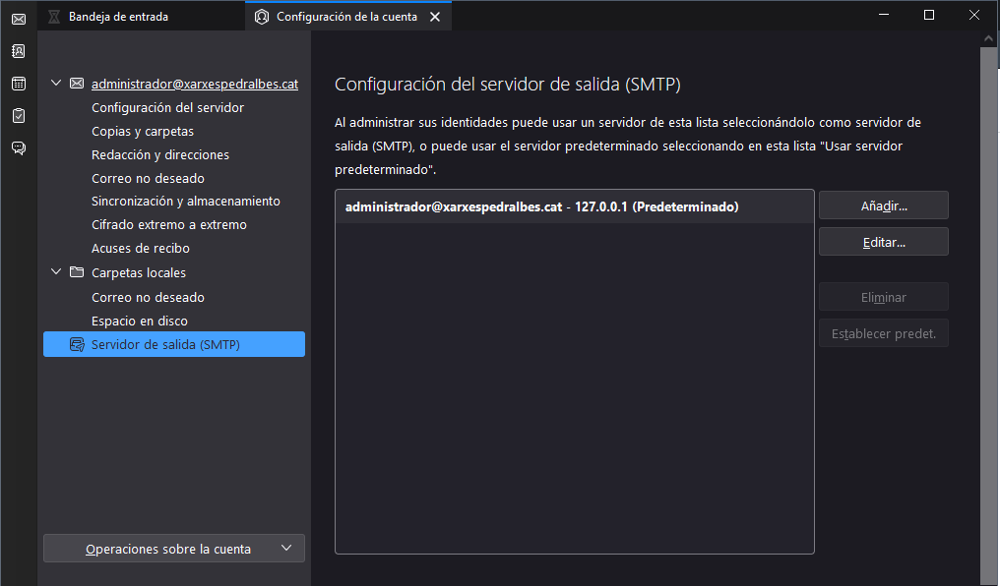 Bandeja de entrada
Configuración de la cuenta
administrador@xarxespedralbes.cat
Configuración del servidor
Copias y carpetas
Redacción y direcciones
Correo no deseado
Sincronización y almacenamiento
Cifrado extremo a extremo
Acuses de recibo
Carpetas locales
Correo no deseado
Espacio en disco
Servidor de salida (SMTP)
Operaciones sobre la cuenta
Configuración del servidor de salida (SMTP)
Al administrar sus identidades puede usar un servidor de esta lista seleccionándolo como servidor de
salida (SMTP), o puede usar el servidor predeterminado seleccionando en esta lista "Usar servidor
predeterminado".
administrador@xarxespedralbes.cat - 127.0.0.1 (Predeterminado)
Añadir...
Editar...
Eliminar
Establecer predet.